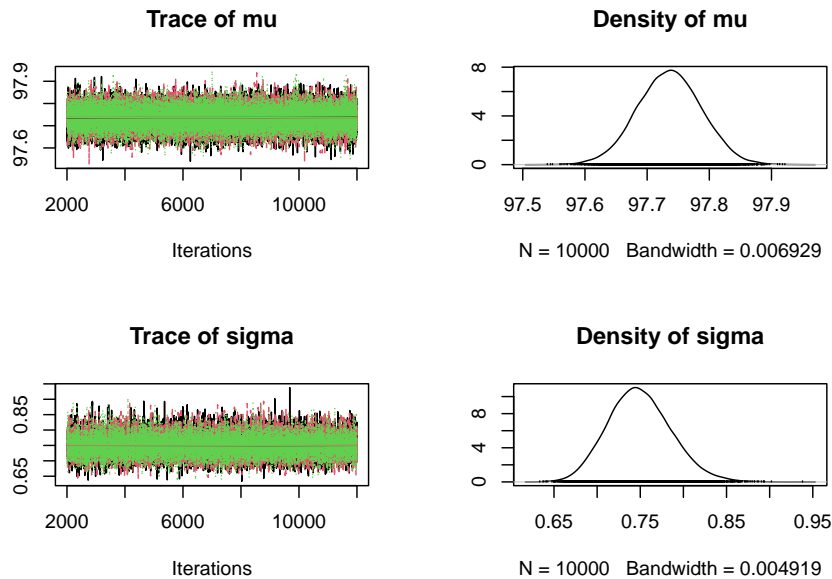 Trace of mu
97.9
97.6
2000 6000 10000
Iterations
Density of mu
8
4
0
97.5 97.6 97.7 97.8 97.9
N = 10000 Bandwidth = 0.006929
Trace of sigma
0.85
0.65
2000 6000 10000
Iterations
Density of sigma
8
4
0
0.65 0.75 0.85 0.95
N = 10000 Bandwidth = 0.004919